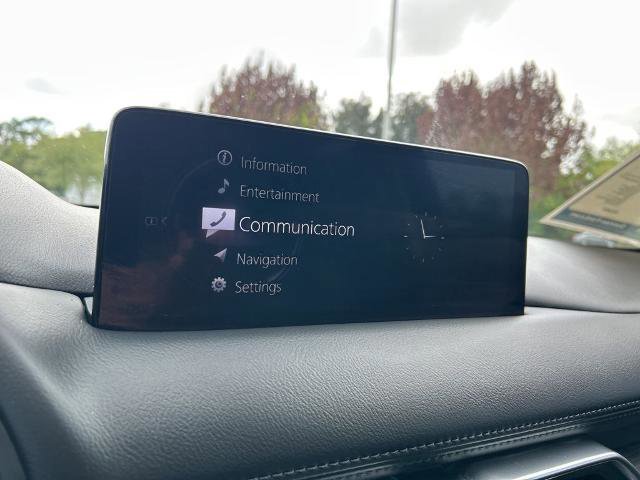 Information
Entertainment
Communication
Navigation
Settings